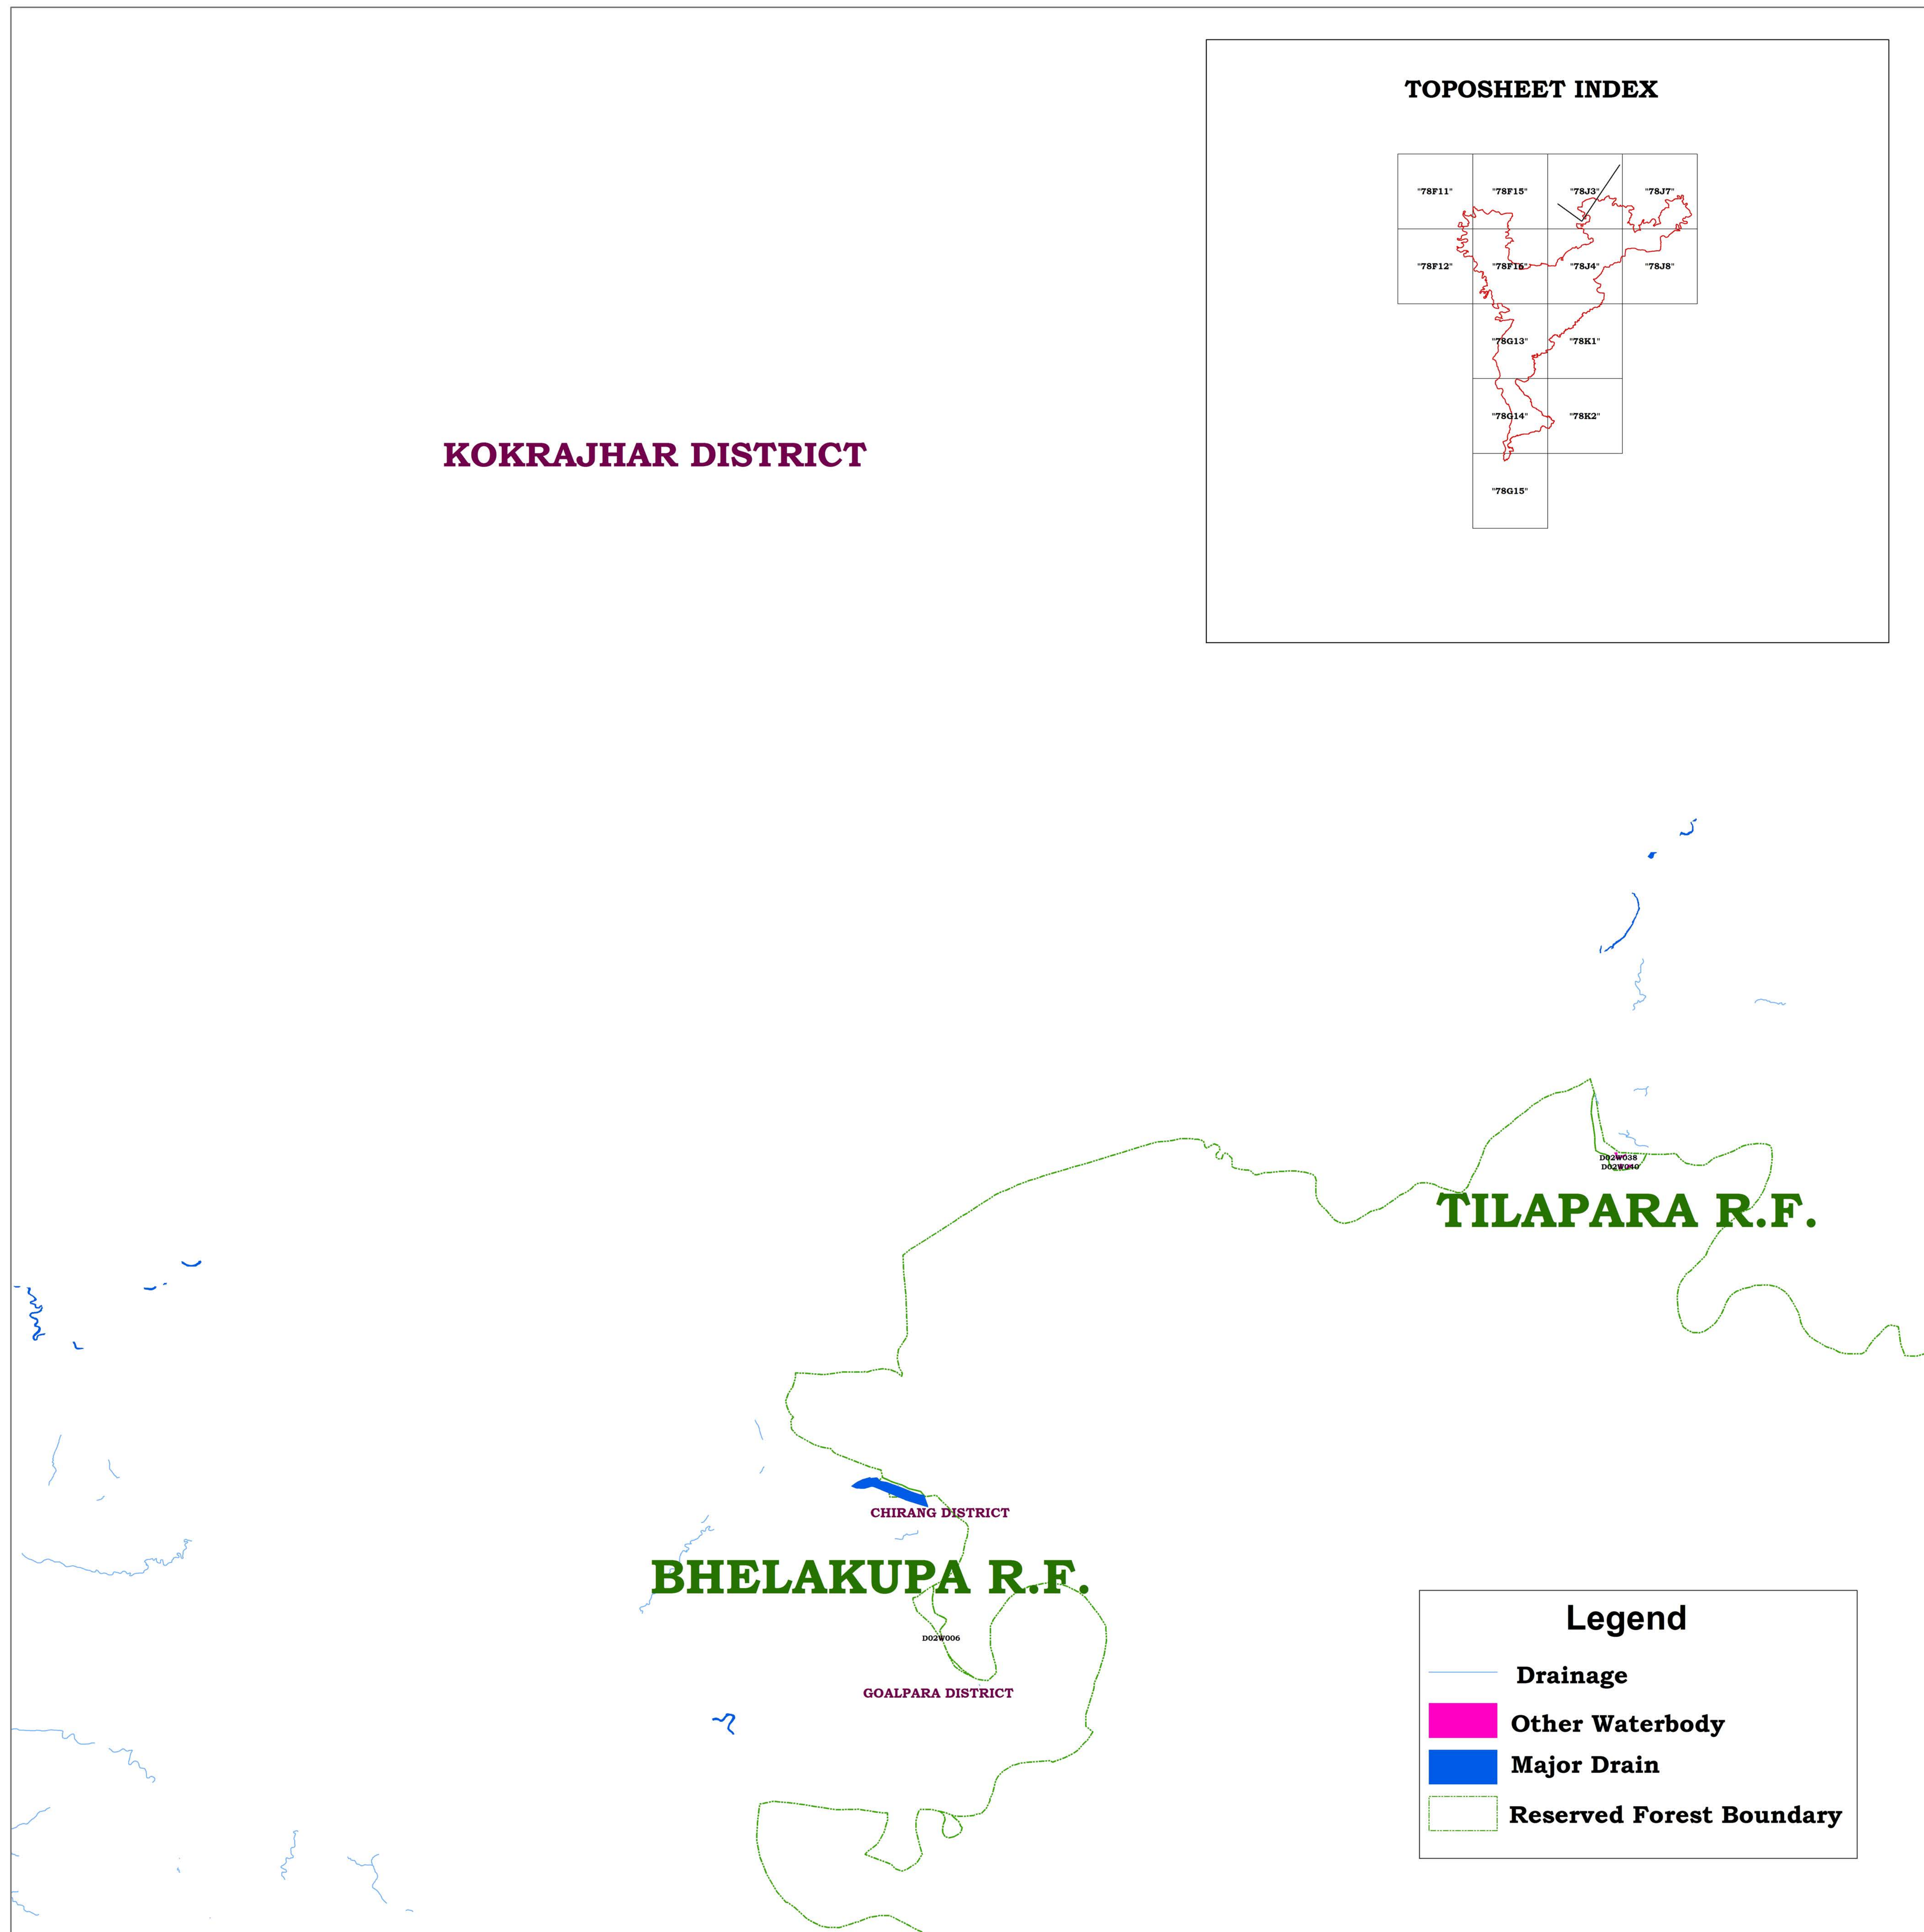 TOPOSHEET INDEX
"78F11" "78F15" "78J3" "78J7"
"78F12" "78F16" "78J4" "78J8"
"78G13" "78K1"
"78G14" "78K2"
"78G15"
KOKRAJHAR DISTRICT
D02W038
D02W040
TILAPARA R.F.
CHIRANG DISTRICT
BHELAKUPA R.F.
D02W006
GOALPARA DISTRICT
Legend
Drainage
Other Waterbody
Major Drain
Reserved Forest Boundary